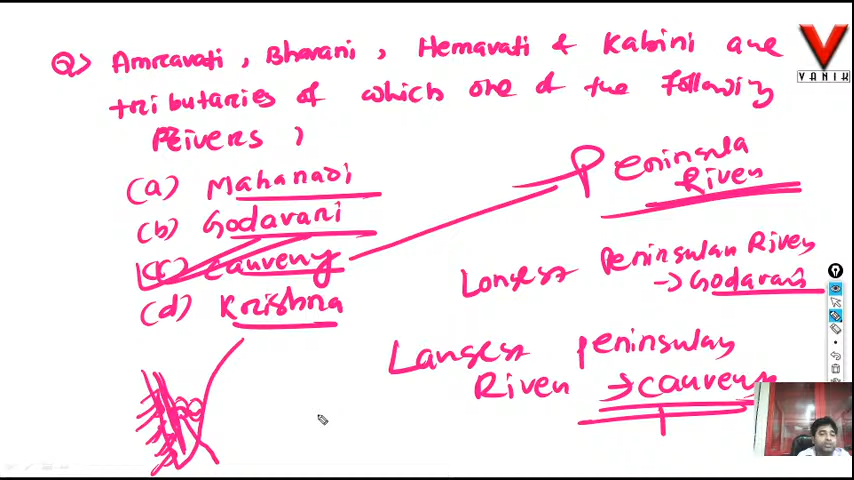 Q> Amravati, Bhavani, Hemavati & Kabini are
tributaries of which one of the following
Rivers ?
(a) Mahanadi
(b) Godavari
(c) Cauvery
(d) Krishna
Peninsula
River
Longest Peninsular River
→ Godavari
Largest Peninsular
River → Cauvery
VANIK